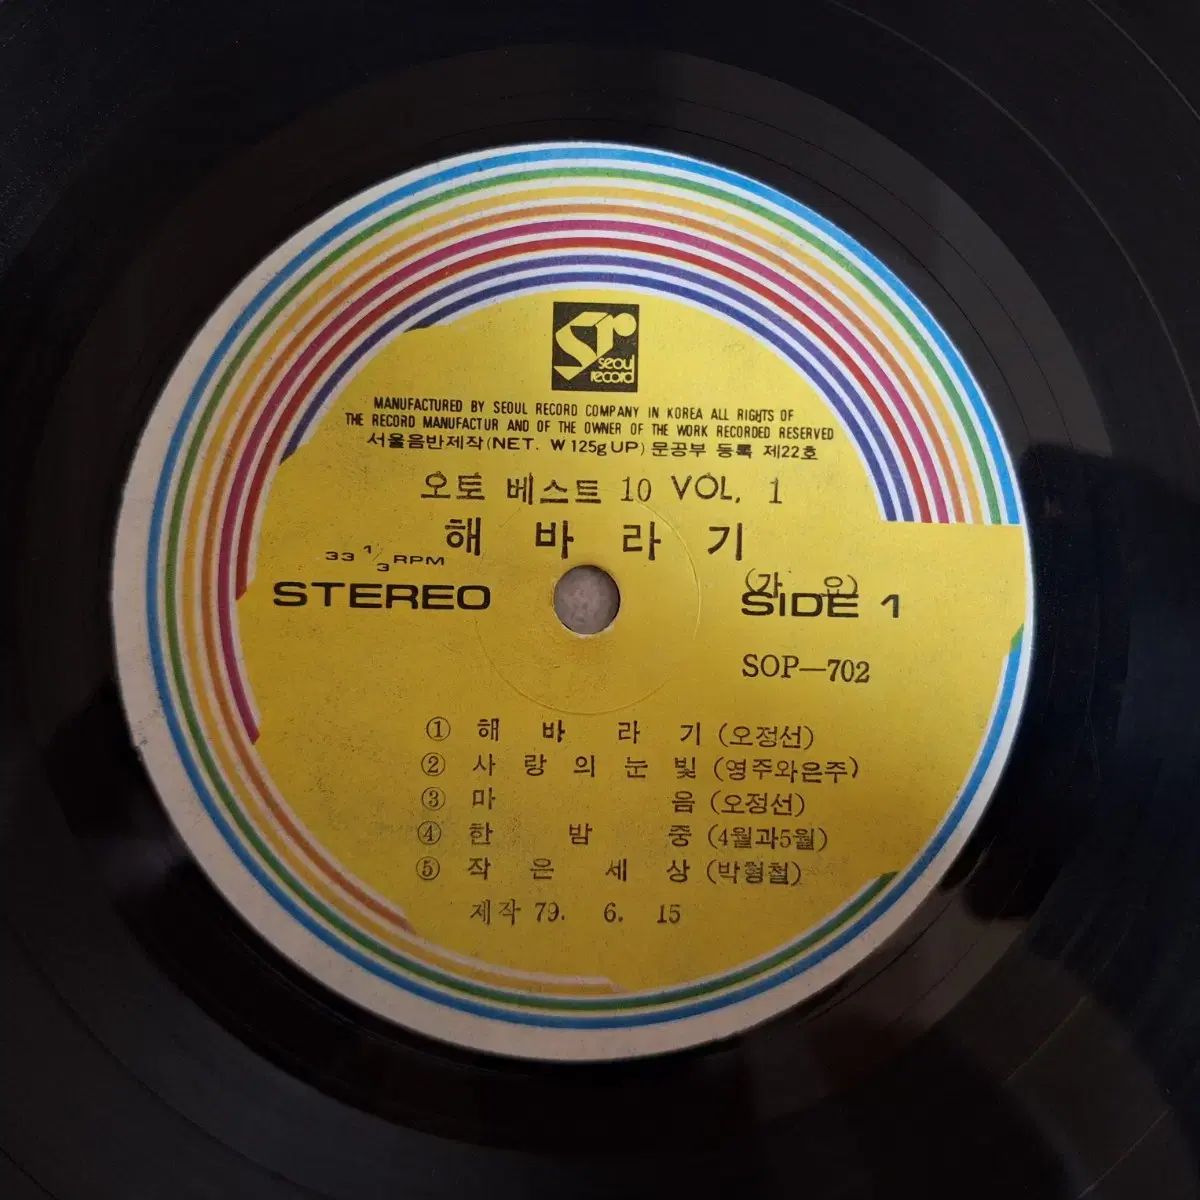 Sr
seoul
record
MANUFACTURED BY SEOUL RECORD COMPANY IN KOREA ALL RIGHTS OF
THE RECORD MANUFACTUR AND OF THE OWNER OF THE WORK RECORDED RESERVED
서울음반제작(NET. W 125g UP) 문공부 등록 제22호
오토 베스트 10 VOL. 1
해 바 라 기
(가 요)
33 1/3 RPM
STEREO
SIDE 1
SOP—702
① 해 바 라 기 (오정선)
② 사 랑 의 눈 빛 (영주와은주)
③ 마 음 (오정선)
④ 한 밤 중 (4월과5월)
⑤ 작 은 세 상 (박형철)
제작 79. 6. 15